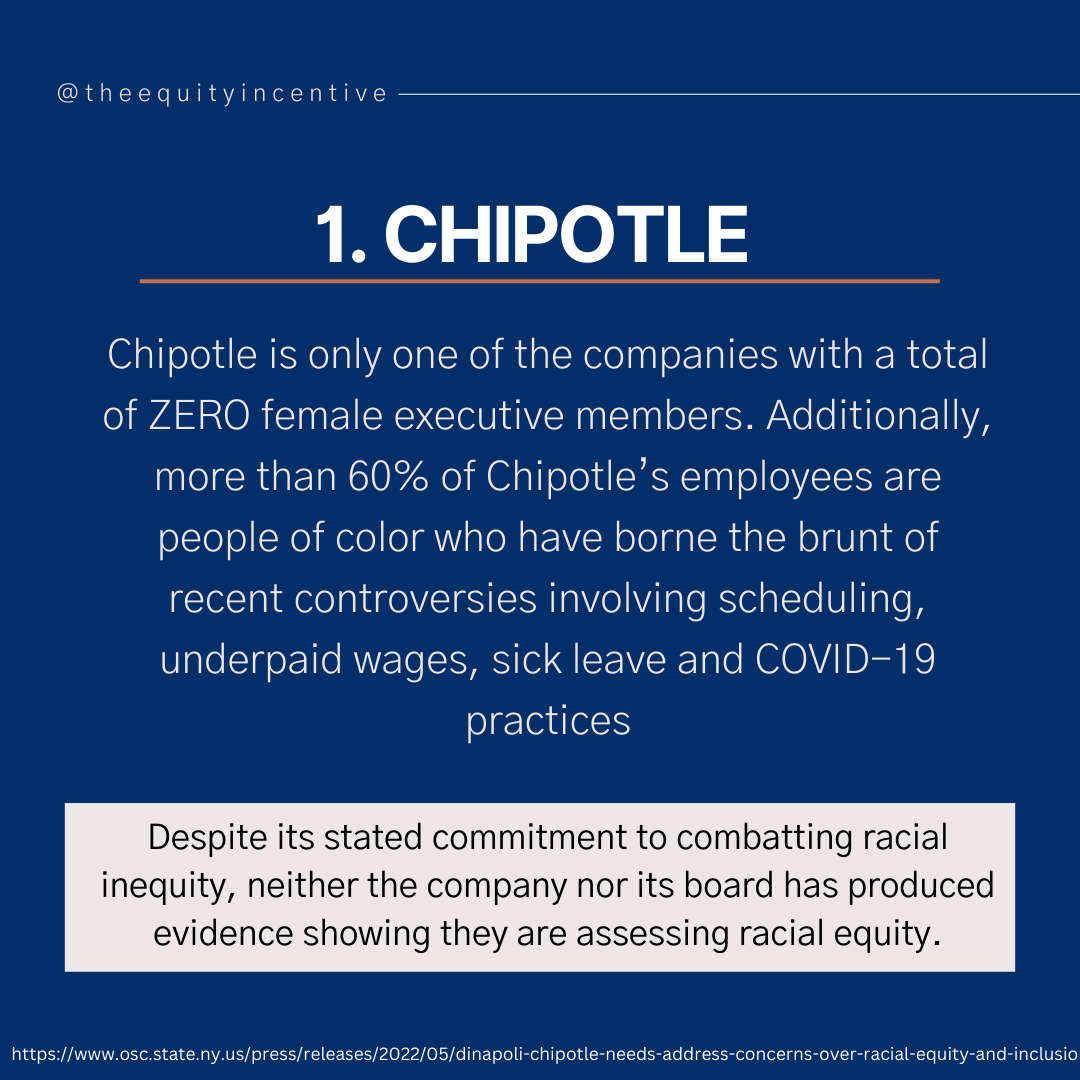 @theequityincentive
1. CHIPOTLE
Chipotle is only one of the companies with a total
of ZERO female executive members. Additionally,
more than 60% of Chipotle’s employees are
people of color who have borne the brunt of
recent controversies involving scheduling,
underpaid wages, sick leave and COVID-19
practices
Despite its stated commitment to combatting racial
inequity, neither the company nor its board has produced
evidence showing they are assessing racial equity.
https://www.osc.state.ny.us/press/releases/2022/05/dinapoli-chipotle-needs-address-concerns-over-racial-equity-and-inclusio